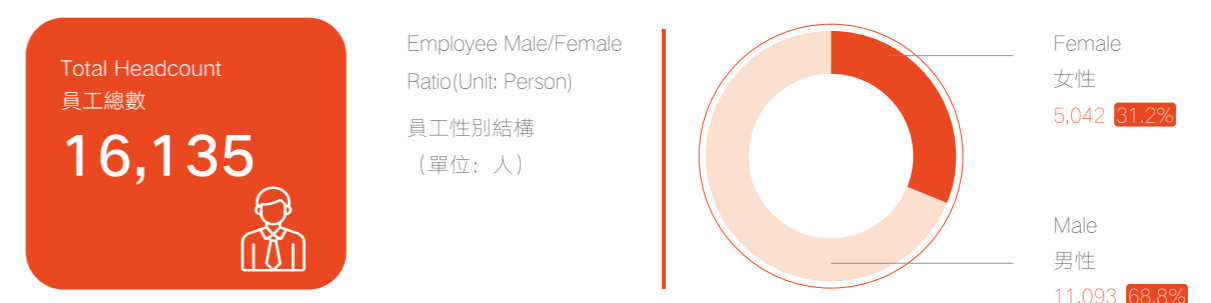 Total Headcount
員工總數
16,135
Employee Male/Female
Ratio(Unit: Person)
員工性別結構
（單位：人）
Female
女性
5,042 31.2%
Male
男性
11,093 68.8%